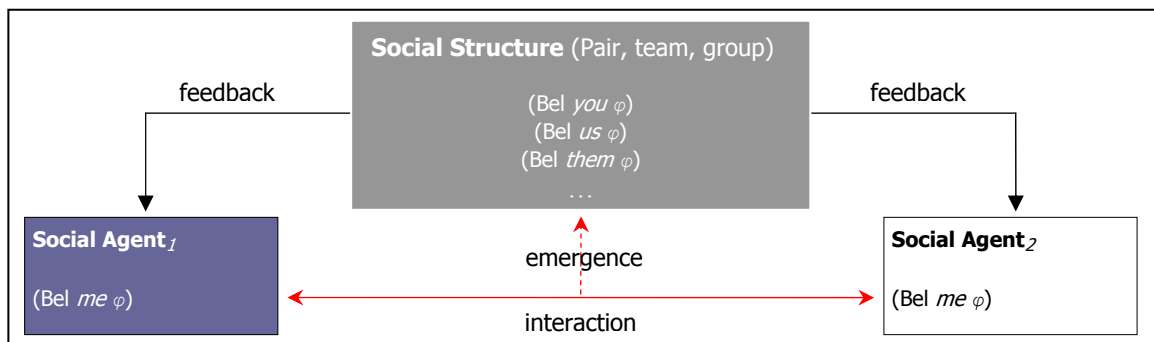 Social Structure (Pair, team, group)
(Bel you φ)
(Bel us φ)
(Bel them φ)
...
feedback
feedback
Social Agent1
(Bel me φ)
Social Agent2
(Bel me φ)
emergence
interaction